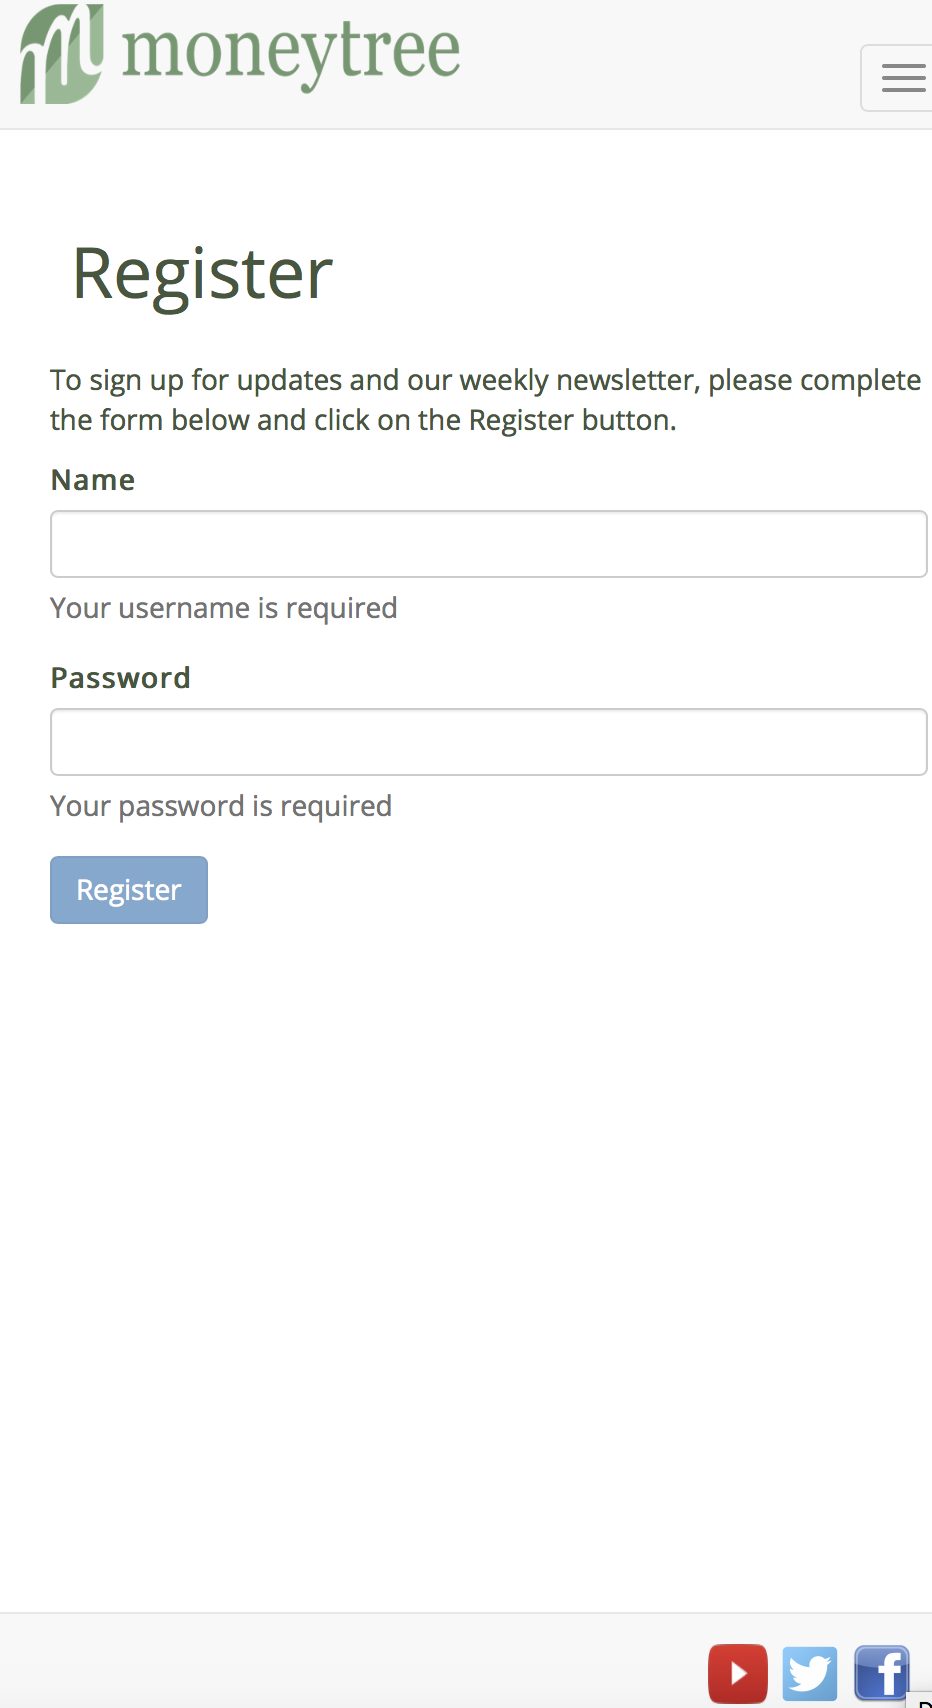 moneytree
Register
To sign up for updates and our weekly newsletter, please complete
the form below and click on the Register button.
Name
Your username is required
Password
Your password is required
Register